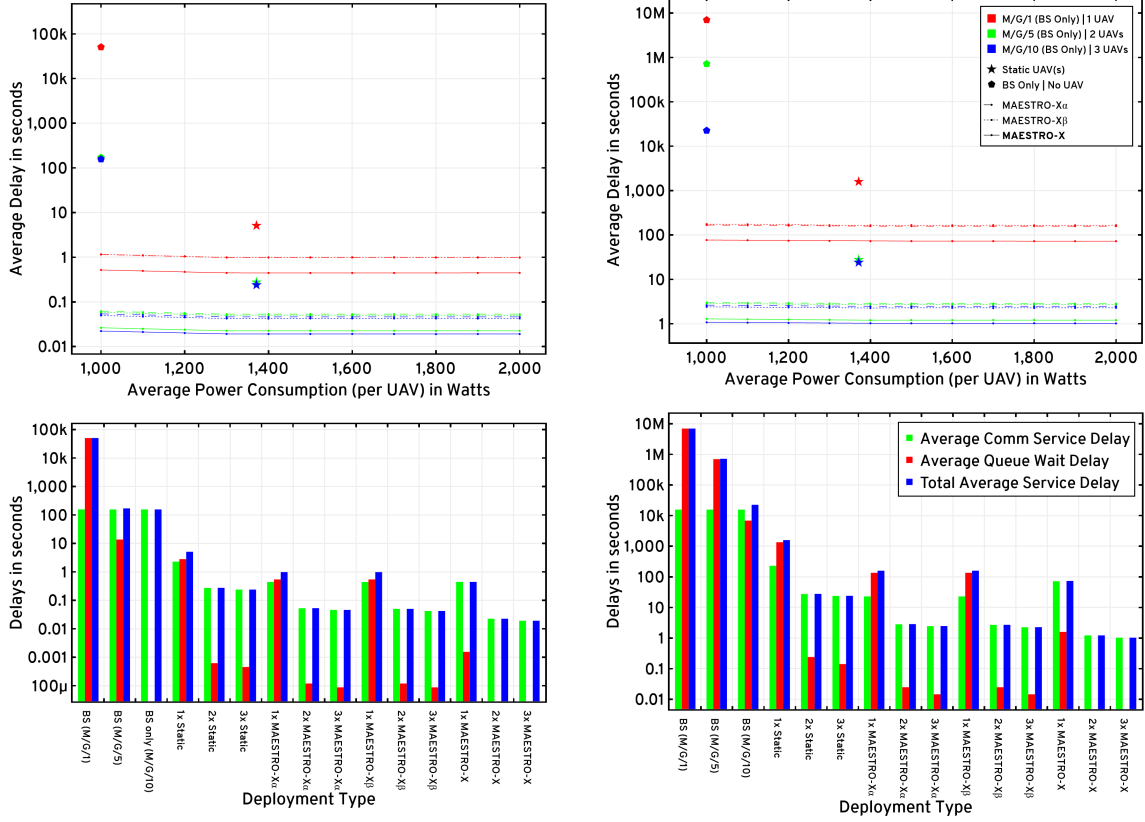 Average Delay in seconds
100k
10k
1,000
100
10
1
0.1
0.01
1,000
1,200
1,400
1,600
1,800
2,000
Average Power Consumption (per UAV) in Watts
Average Delay in seconds
10M
1M
100k
10k
1,000
100
10
1
1,000
1,200
1,400
1,600
1,800
2,000
Average Power Consumption (per UAV) in Watts
M/G/1 (BS Only) | 1 UAV
M/G/5 (BS Only) | 2 UAVs
M/G/10 (BS Only) | 3 UAVs
Static UAV(s)
BS Only | No UAV
MAESTRO-Xα
MAESTRO-Xβ
MAESTRO-X
Delays in seconds
100k
10k
1,000
100
10
1
0.1
0.01
0.001
100μ
BS (M/G/1)
BS (M/G/5)
BS only (M/G/10)
1x Static
2x Static
3x Static
1x MAESTRO-Xα
2x MAESTRO-Xα
3x MAESTRO-Xα
1x MAESTRO-Xβ
2x MAESTRO-Xβ
3x MAESTRO-Xβ
1x MAESTRO-X
2x MAESTRO-X
3x MAESTRO-X
Deployment Type
Delays in seconds
10M
1M
100k
10k
1,000
100
10
1
0.1
0.01
Average Comm Service Delay
Average Queue Wait Delay
Total Average Service Delay
BS (M/G/1)
BS (M/G/5)
BS (M/G/10)
1x Static
2x Static
3x Static
1x MAESTRO-Xα
2x MAESTRO-Xα
3x MAESTRO-Xα
1x MAESTRO-Xβ
2x MAESTRO-Xβ
3x MAESTRO-Xβ
1x MAESTRO-X
2x MAESTRO-X
3x MAESTRO-X
Deployment Type